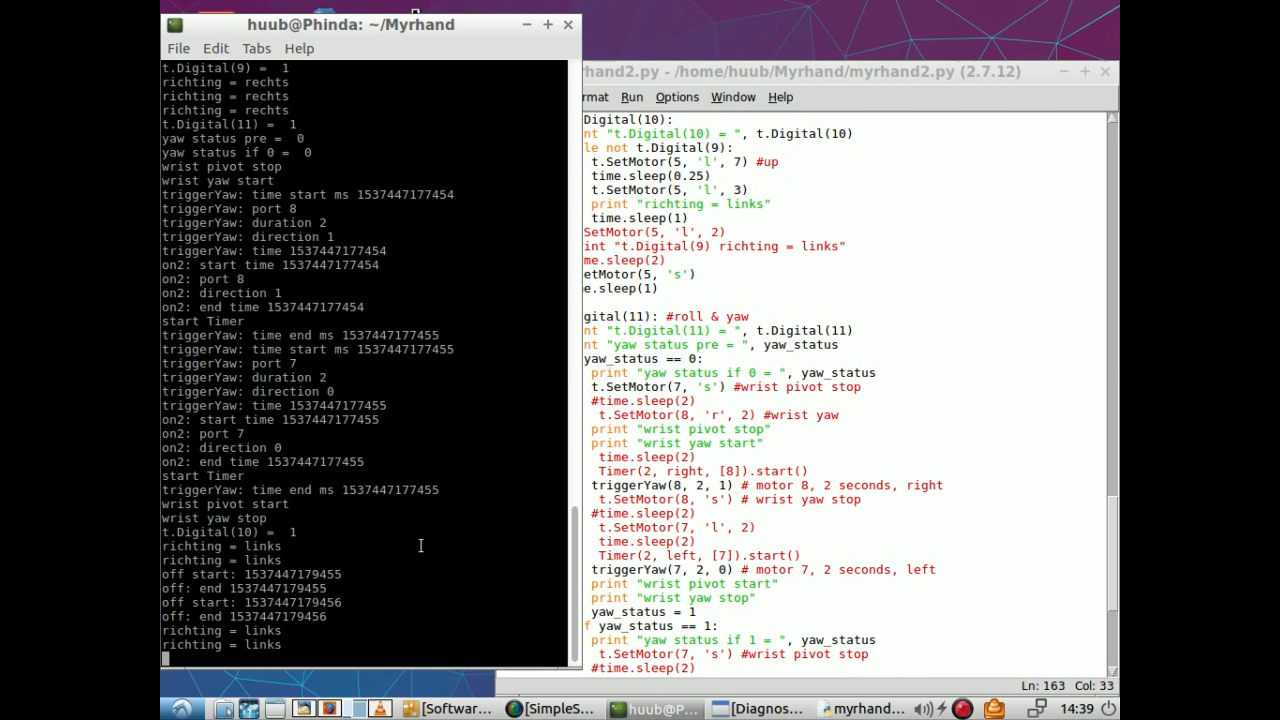 huub@Phinda: ~/Myrhand
File Edit Tabs Help
t.Digital(9) =  1
richting = rechts
richting = rechts
richting = rechts
t.Digital(11) =  1
yaw status pre =  0
yaw status if 0 =  0
wrist pivot stop
wrist yaw start
triggerYaw: time start ms 1537447177454
triggerYaw: port 8
triggerYaw: duration 2
triggerYaw: direction 1
triggerYaw: time 1537447177454
on2: start time 1537447177454
on2: port 8
on2: direction 1
on2: end time 1537447177454
start Timer
triggerYaw: time end ms 1537447177455
triggerYaw: time start ms 1537447177455
triggerYaw: port 7
triggerYaw: duration 2
triggerYaw: direction 0
triggerYaw: time 1537447177455
on2: start time 1537447177455
on2: port 7
on2: direction 0
on2: end time 1537447177455
start Timer
triggerYaw: time end ms 1537447177455
wrist pivot start
wrist yaw stop
t.Digital(10) =  1
richting = links
richting = links
off start: 1537447179455
off: end 1537447179455
off start: 1537447179456
off: end 1537447179456
richting = links
richting = links
rhand2.py - /home/huub/Myrhand/myrhand2.py (2.7.12)
rmat Run Options Window Help
Digital(10):
nt "t.Digital(10) = ", t.Digital(10)
le not t.Digital(9):
t.SetMotor(5, 'l', 7) #up
time.sleep(0.25)
t.SetMotor(5, 'l', 3)
print "richting = links"
time.sleep(1)
SetMotor(5, 'l', 2)
int "t.Digital(9) richting = links"
me.sleep(2)
etMotor(5, 's')
e.sleep(1)
gital(11): #roll & yaw
nt "t.Digital(11) = ", t.Digital(11)
nt "yaw status pre = ", yaw_status
yaw_status == 0:
print "yaw status if 0 = ", yaw_status
t.SetMotor(7, 's') #wrist pivot stop
#time.sleep(2)
t.SetMotor(8, 'r', 2) #wrist yaw
print "wrist pivot stop"
print "wrist yaw start"
time.sleep(2)
Timer(2, right, [8]).start()
triggerYaw(8, 2, 1) # motor 8, 2 seconds, right
t.SetMotor(8, 's') # wrist yaw stop
#time.sleep(2)
t.SetMotor(7, 'l', 2)
time.sleep(2)
Timer(2, left, [7]).start()
triggerYaw(7, 2, 0) # motor 7, 2 seconds, left
print "wrist pivot start"
print "wrist yaw stop"
yaw_status = 1
f yaw_status == 1:
print "yaw status if 1 = ", yaw_status
t.SetMotor(7, 's') #wrist pivot stop
#time.sleep(2)
Ln: 163 Col: 33
[Softwar... [SimpleS... huub@P... [Diagnos... myrhand... 14:39